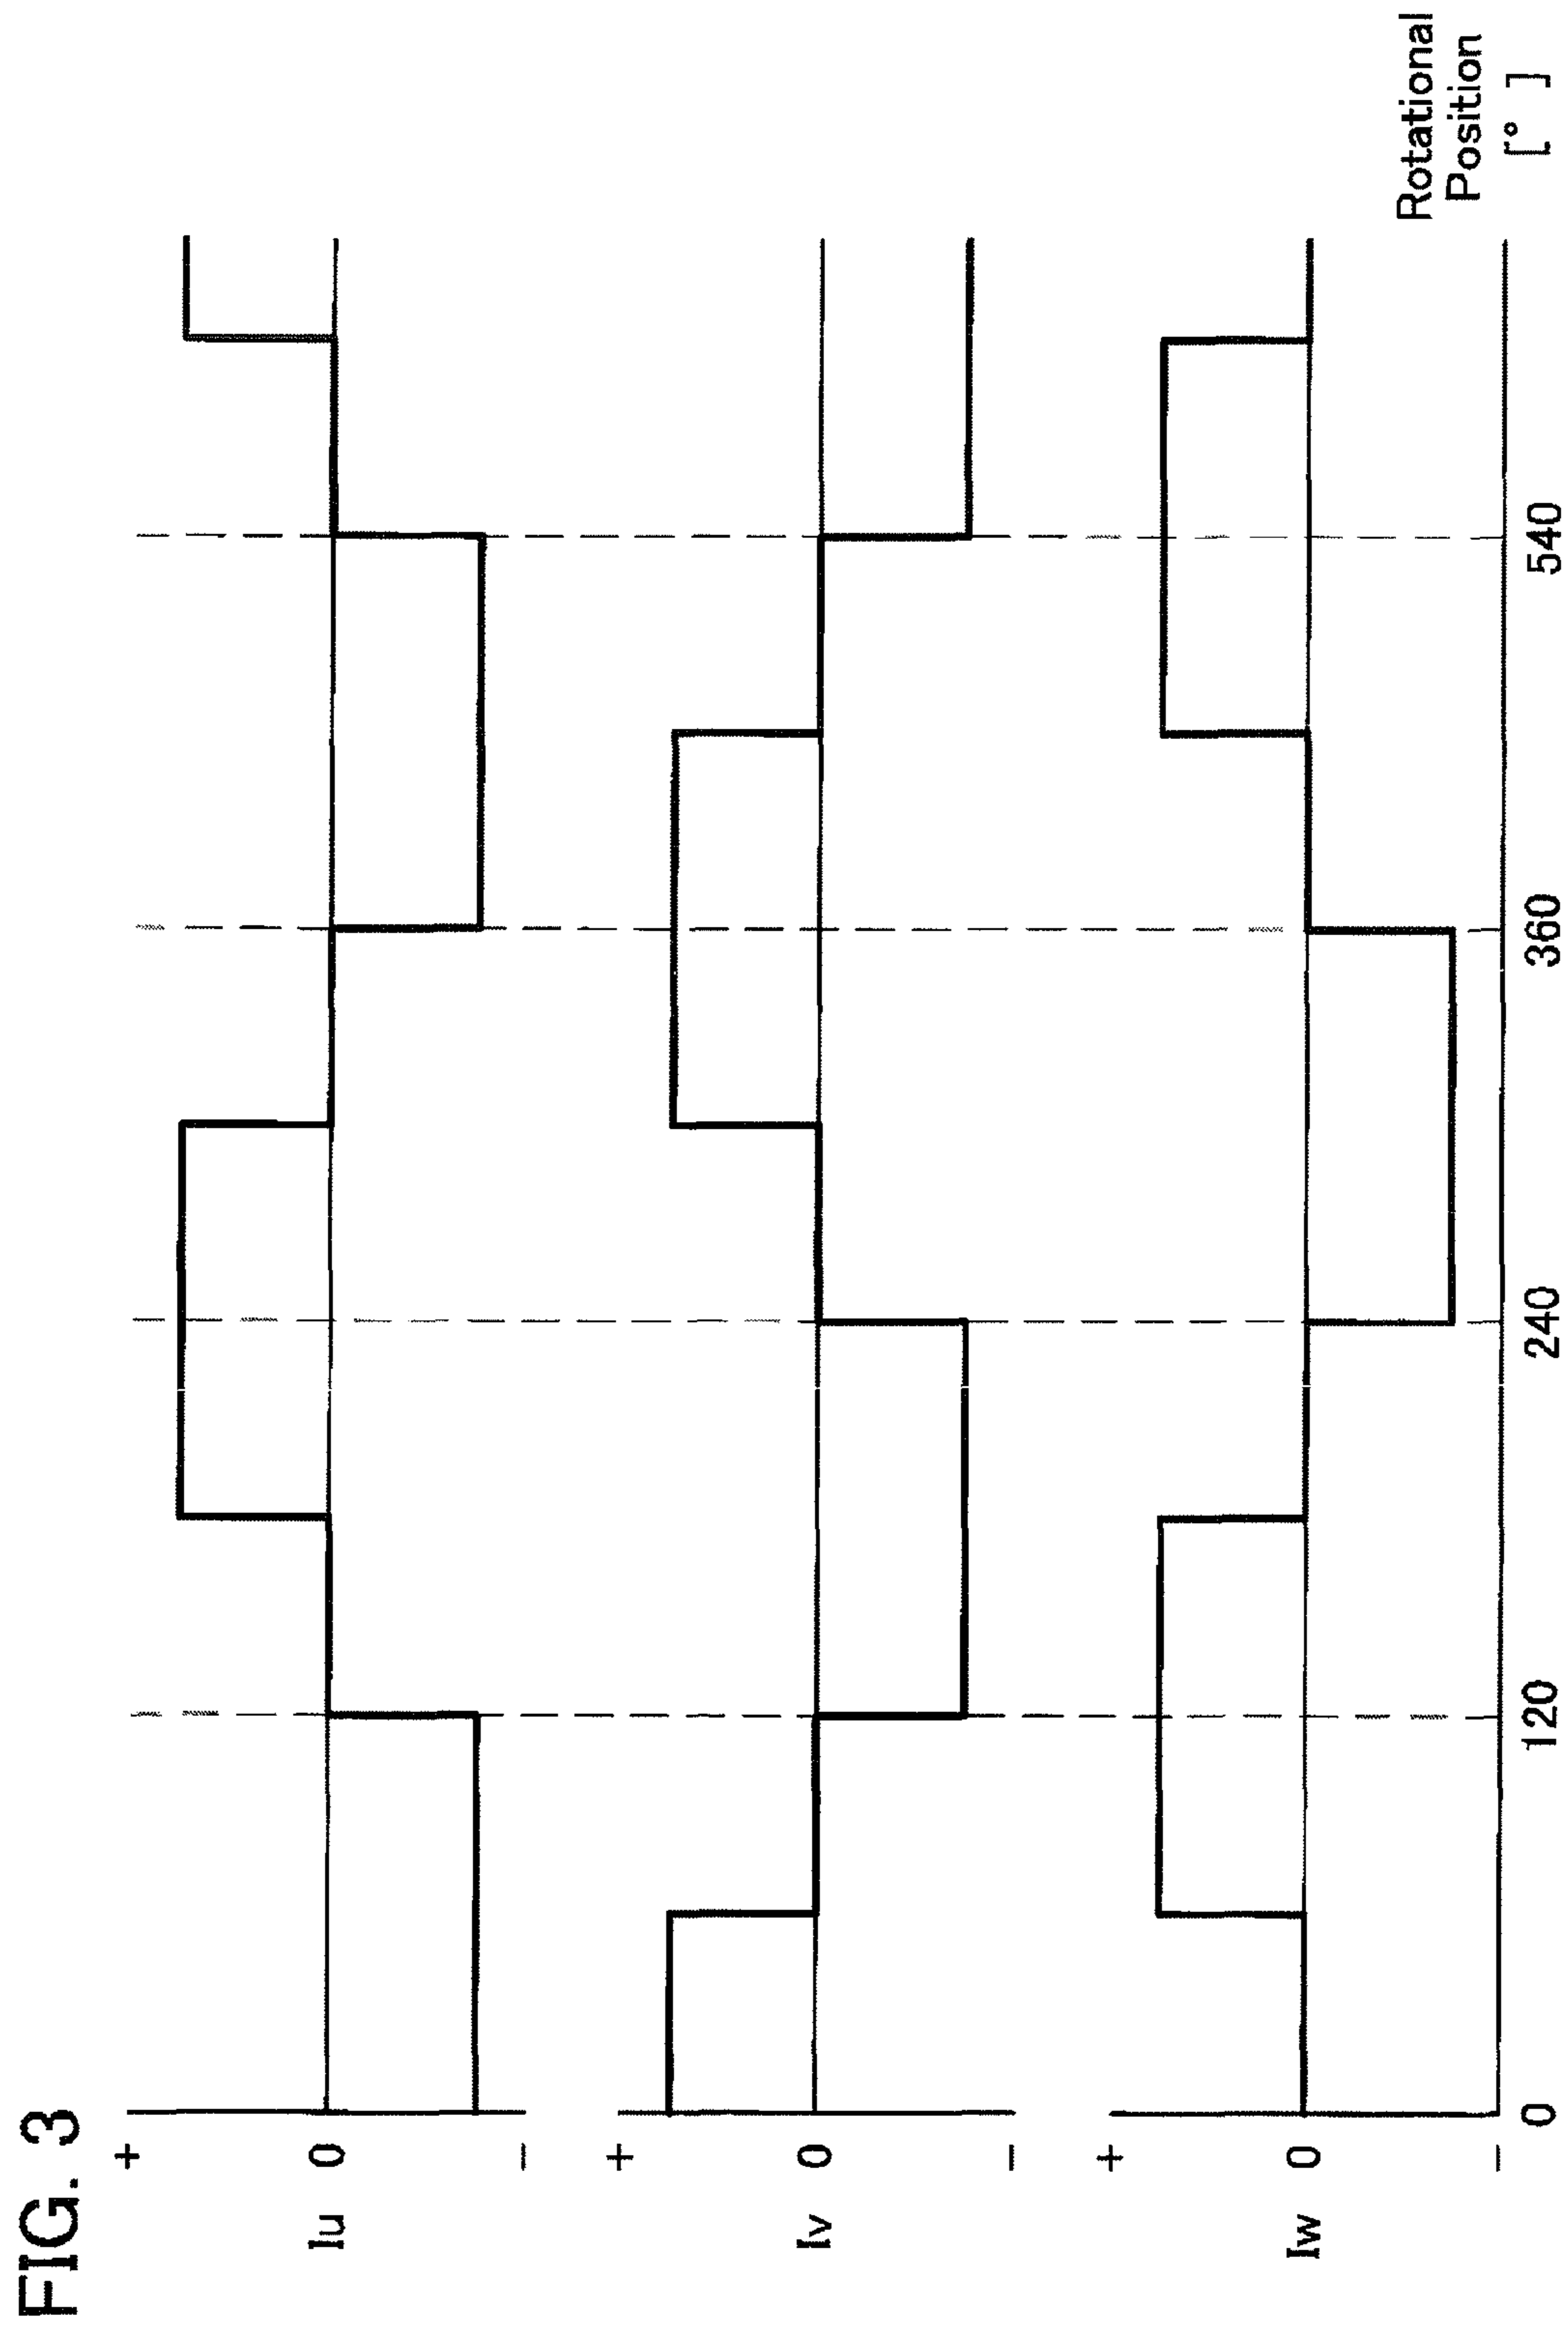 FIG. 3
+
Iu 0
−
+
Iv 0
−
+
Iw 0
−
0 120 240 360 540
Rotational
Position
[° ]